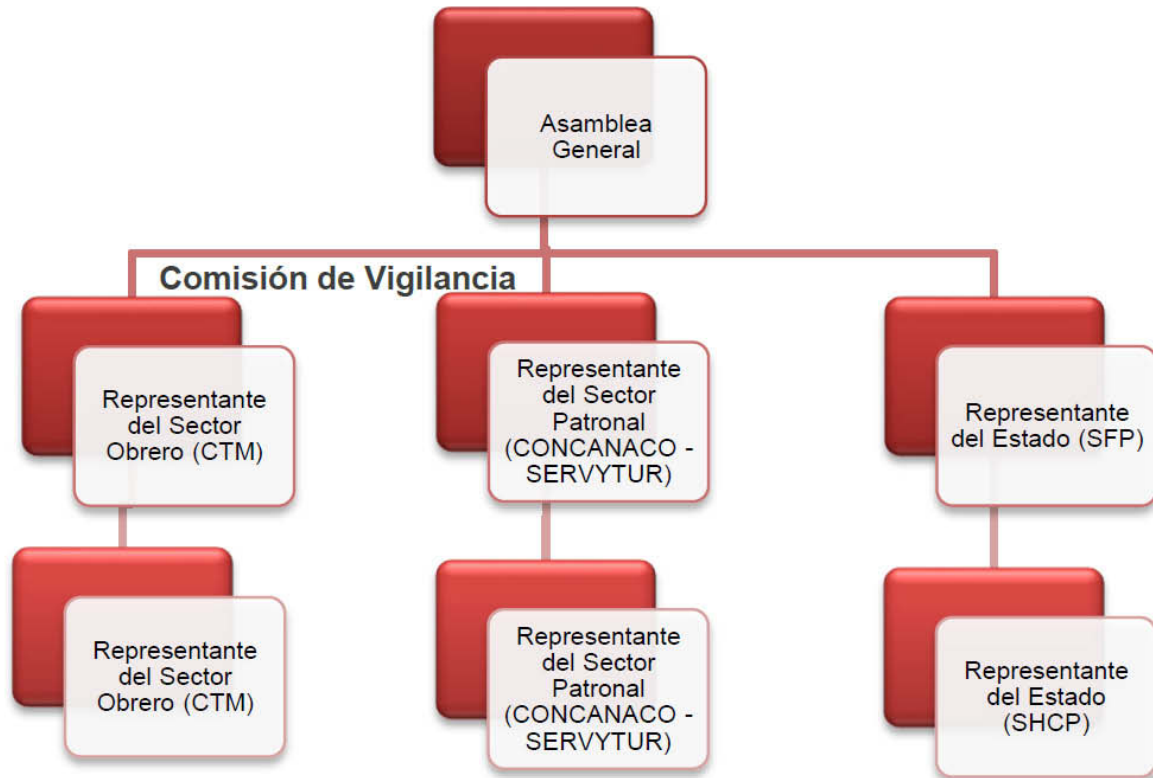 Asamblea
General
Comisión de Vigilancia
Representante
del Sector
Obrero (CTM)
Representante
del Sector
Patronal
(CONCANACO -
SERVYTUR)
Representante
del Estado (SFP)
Representante
del Sector
Obrero (CTM)
Representante
del Sector
Patronal
(CONCANACO -
SERVYTUR)
Representante
del Estado
(SHCP)